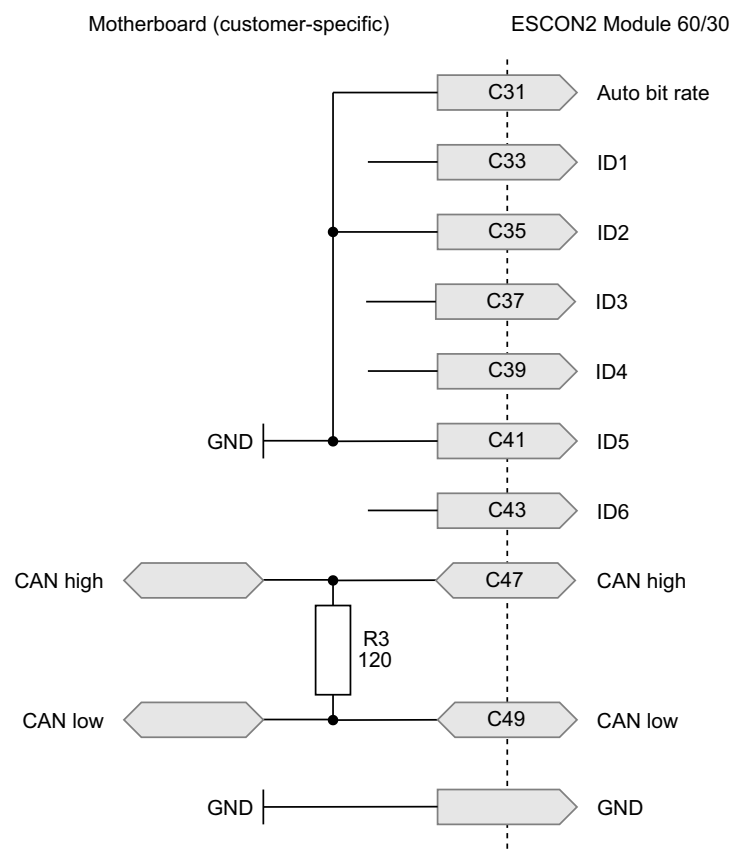 Motherboard (customer-specific) ESCON2 Module 60/30
C31 Auto bit rate
C33 ID1
C35 ID2
C37 ID3
C39 ID4
GND C41 ID5
C43 ID6
CAN high C47 CAN high
R3
120
CAN low C49 CAN low
GND GND